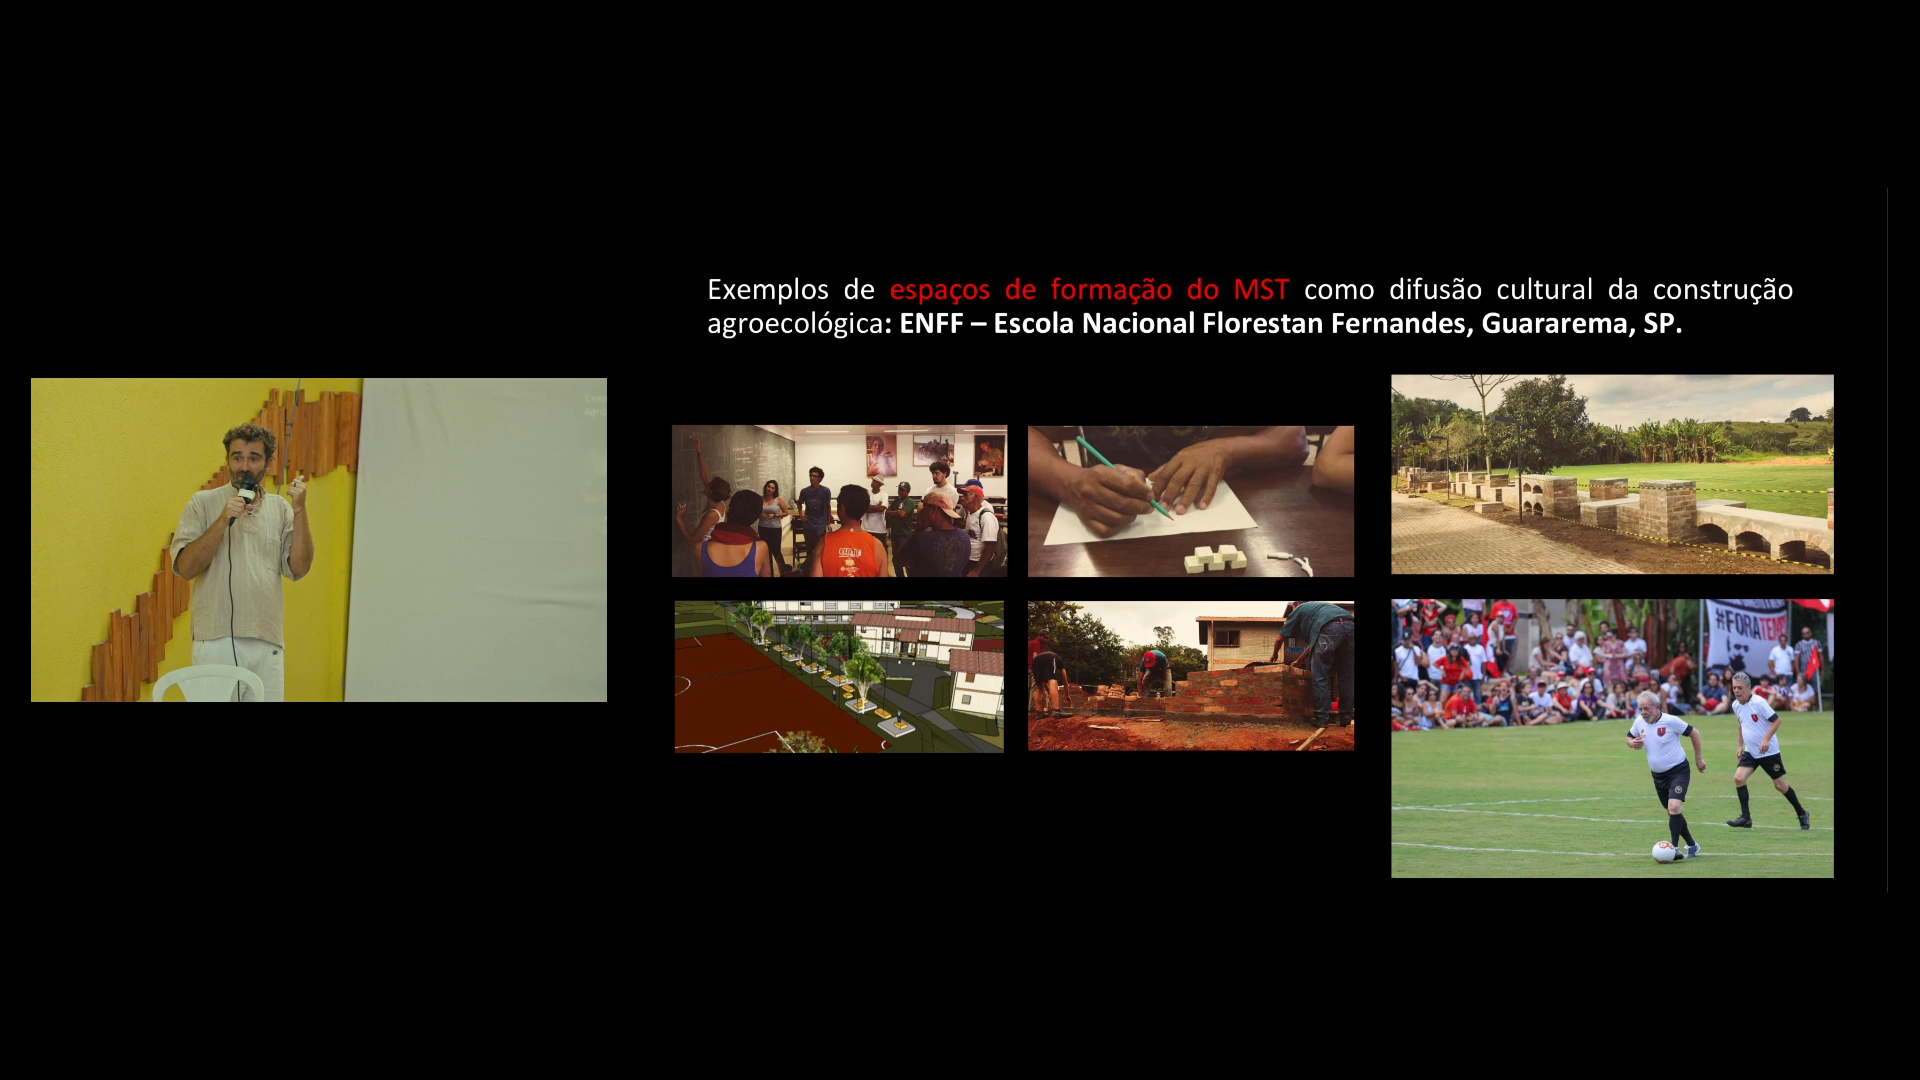 Exemplos de espaços de formação do MST como difusão cultural da construção
agroecológica: ENFF – Escola Nacional Florestan Fernandes, Guararema, SP.
#FORATEM